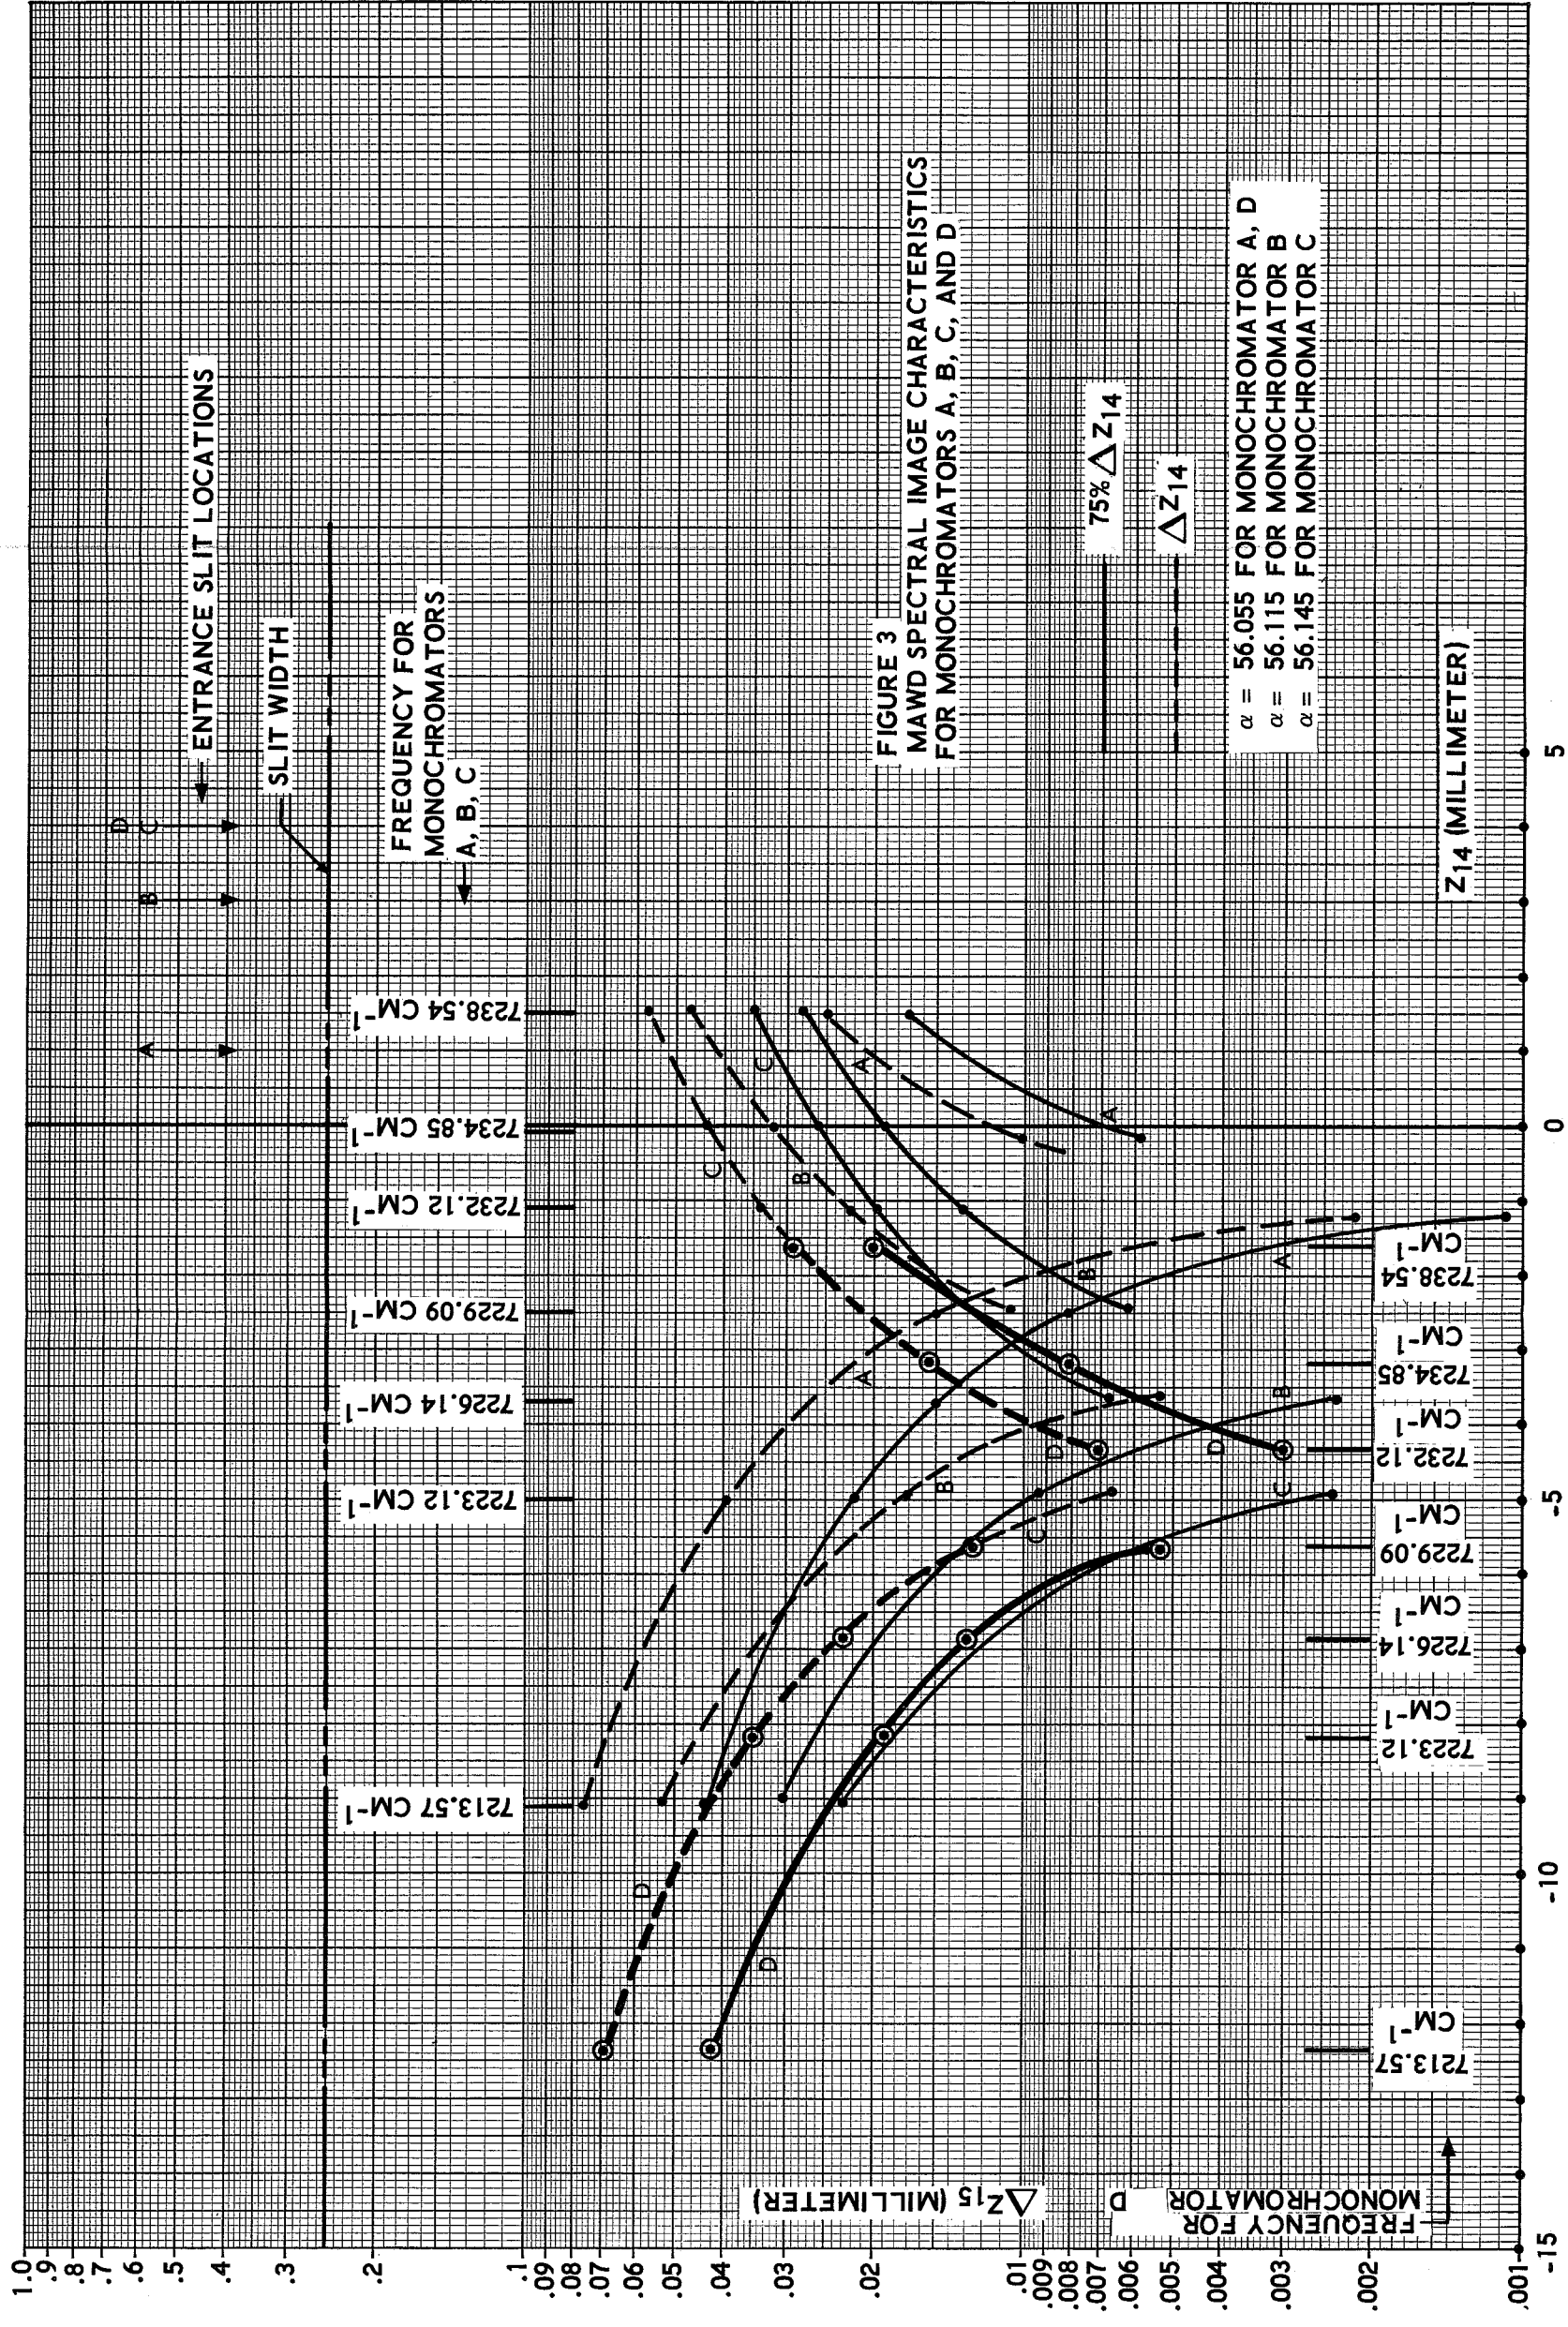 FIGURE 3
MAWD SPECTRAL IMAGE CHARACTERISTICS
FOR MONOCHROMATORS A, B, C, AND D
ENTRANCE SLIT LOCATIONS
A
B
C
D
SLIT WIDTH
FREQUENCY FOR
MONOCHROMATORS
A, B, C
7213.57 CM-1
7223.12 CM-1
7226.14 CM-1
7229.09 CM-1
7232.12 CM-1
7234.85 CM-1
7238.54 CM-1
75% △Z14
△Z14
α = 56.055 FOR MONOCHROMATOR A, D
α = 56.115 FOR MONOCHROMATOR B
α = 56.145 FOR MONOCHROMATOR C
D
D
A
B
C
B
C
D
D
A
B
C
B
C
A
A
△Z15 (MILLIMETER)
FREQUENCY FOR
MONOCHROMATOR D
7213.57
CM-1
7223.12
CM-1
7226.14
CM-1
7229.09
CM-1
7232.12
CM-1
7234.85
CM-1
7238.54
CM-1
Z14 (MILLIMETER)
1.0
.9
.8
.7
.6
.5
.4
.3
.2
.1
.09
.08
.07
.06
.05
.04
.03
.02
.01
.009
.008
.007
.006
.005
.004
.003
.002
.001
-15
-10
-5
0
5